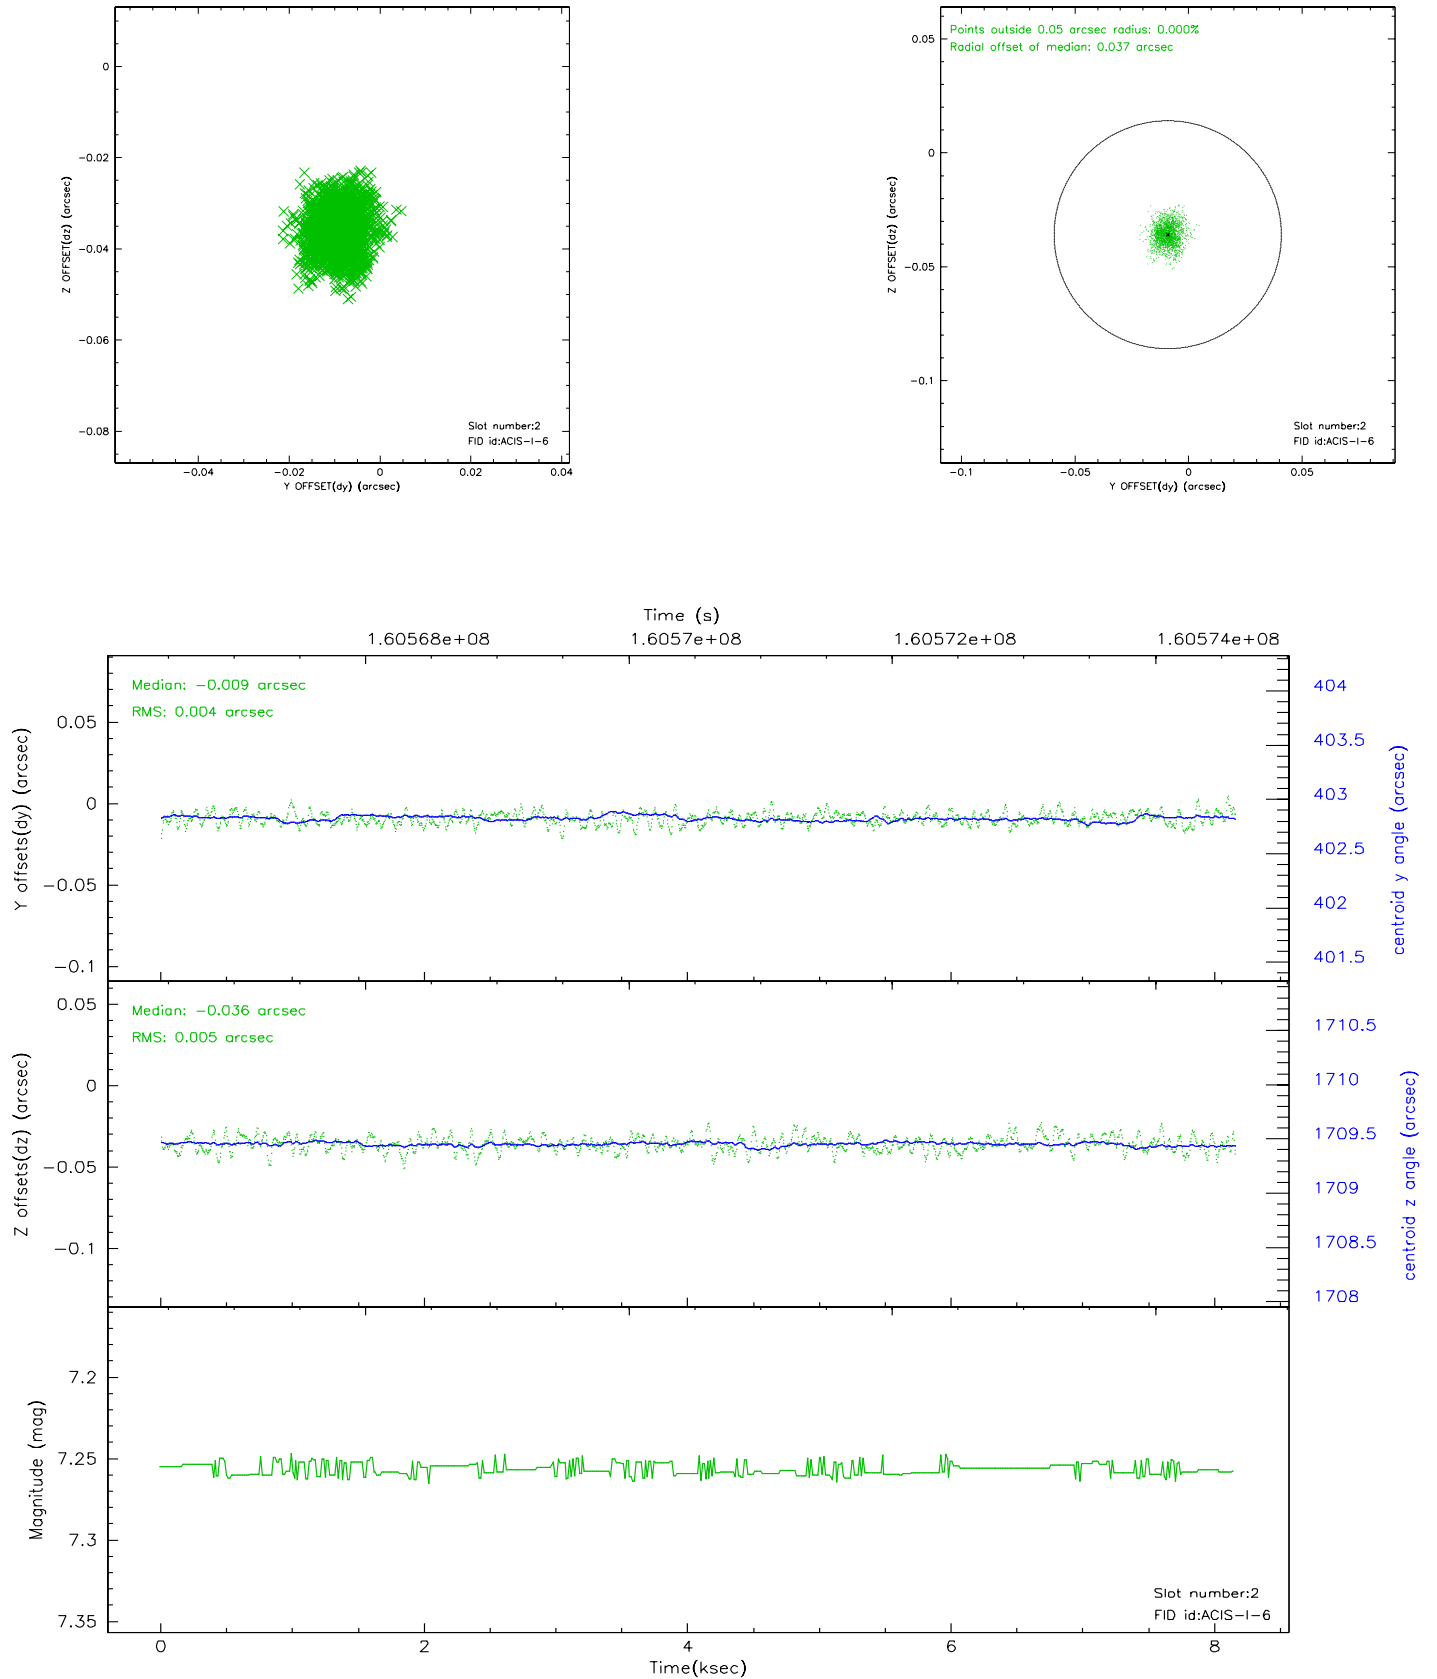 0
-0.02
-0.04
-0.06
-0.08
Z OFFSET(dz) (arcsec)
Slot number:2
FID id:ACIS-I-6
-0.04
-0.02
0
0.02
0.04
Y OFFSET(dy) (arcsec)
Points outside 0.05 arcsec radius: 0.000%
Radial offset of median: 0.037 arcsec
0.05
0
-0.05
-0.1
Z OFFSET(dz) (arcsec)
Slot number:2
FID id:ACIS-I-6
-0.1
-0.05
0
0.05
Y OFFSET(dy) (arcsec)
Time (s)
1.60568e+08
1.6057e+08
1.60572e+08
1.60574e+08
Median: -0.009 arcsec
RMS: 0.004 arcsec
0.05
0
-0.05
-0.1
Y offsets(dy) (arcsec)
404
403.5
403
402.5
402
401.5
centroid y angle (arcsec)
Median: -0.036 arcsec
RMS: 0.005 arcsec
0.05
0
-0.05
-0.1
Z offsets(dz) (arcsec)
1710.5
1710
1709.5
1709
1708.5
1708
centroid z angle (arcsec)
7.2
7.25
7.3
7.35
Magnitude (mag)
Slot number:2
FID id:ACIS-I-6
0
2
4
6
8
Time(ksec)